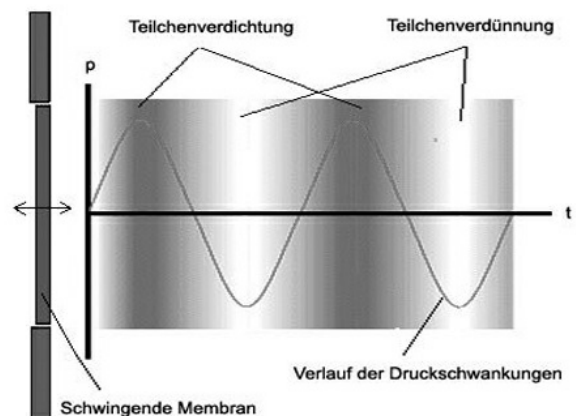 Teilchenverdichtung
Teilchenverdünnung
p
t
Verlauf der Druckschwankungen
Schwingende Membran